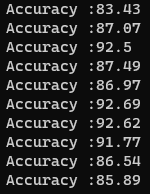 Accuracy :83.43
Accuracy :87.07
Accuracy :92.5
Accuracy :87.49
Accuracy :86.97
Accuracy :92.69
Accuracy :92.62
Accuracy :91.77
Accuracy :86.54
Accuracy :85.89